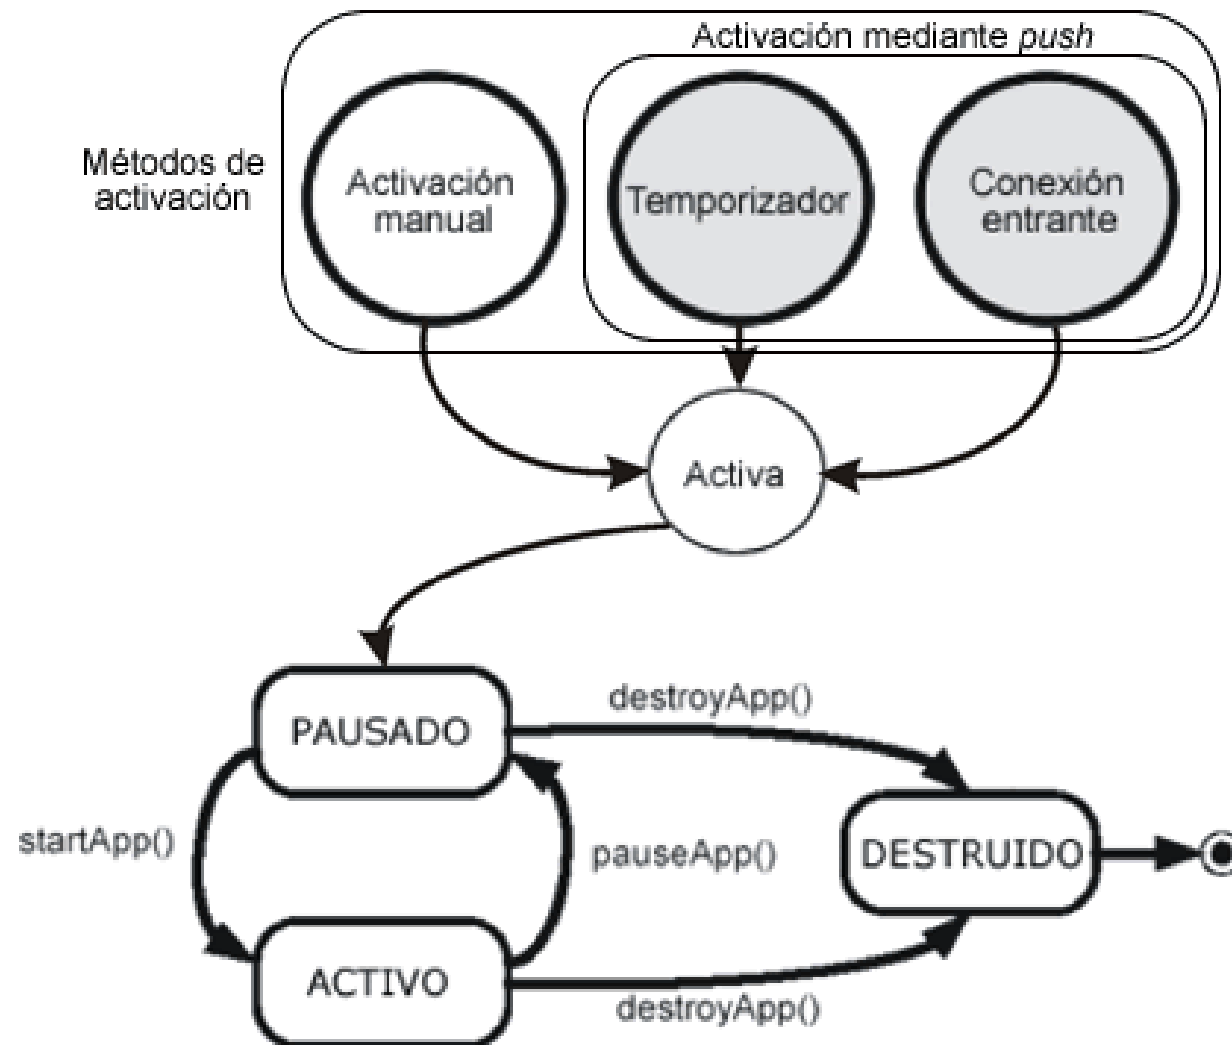 Activación mediante push
Métodos de
activación
Activación
manual
Temporizador
Conexión
entrante
Activa
PAUSADO
destroyApp()
startApp()
pauseApp()
DESTRUIDO
ACTIVO
destroyApp()